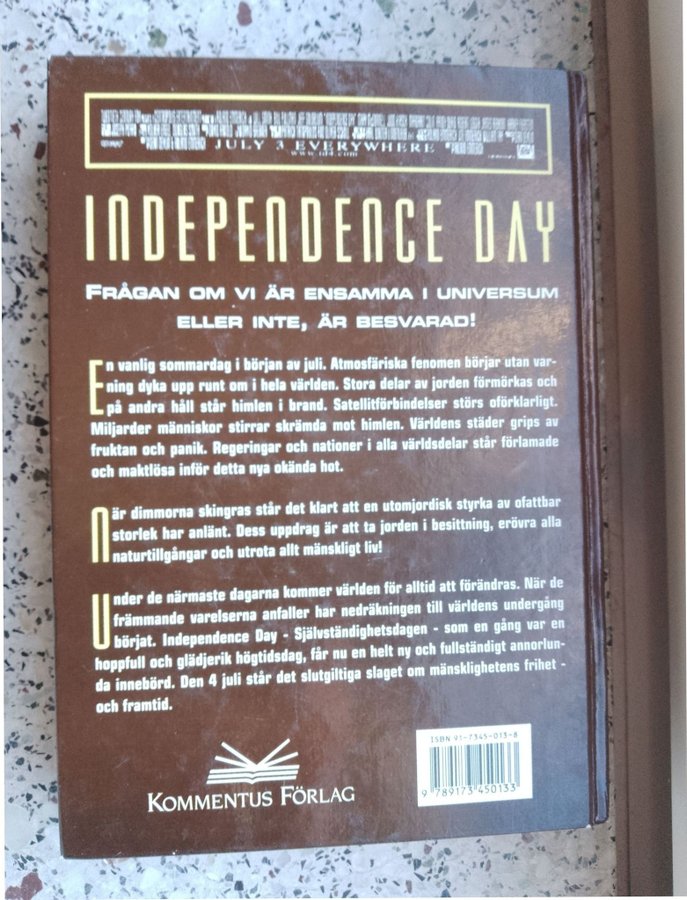 JULY 3 EVERYWHERE
www.id4.com
INDEPENDENCE DAY
FRÅGAN OM VI ÄR ENSAMMA I UNIVERSUM
ELLER INTE, ÄR BESVARAD!
En vanlig sommardag i början av juli. Atmosfäriska fenomen börjar utan var-
ning dyka upp runt om i hela världen. Stora delar av jorden förmörkas och
på andra håll står himlen i brand. Satellitförbindelser störs oförklarligt.
Miljarder människor stirrar skrämda mot himlen. Världens städer grips av
fruktan och panik. Regeringar och nationer i alla världsdelar står förlamade
och maktlösa inför detta nya okända hot.
När dimmorna skingras står det klart att en utomjordisk styrka av ofattbar
storlek har anlänt. Dess uppdrag är att ta jorden i besittning, erövra alla
naturtillgångar och utrota allt mänskligt liv!
Under de närmaste dagarna kommer världen för alltid att förändras. När de
främmande varelserna anfaller har nedräkningen till världens undergång
börjat. Independence Day - Självständighetsdagen - som en gång var en
hoppfull och glädjerik högtidsdag, får nu en helt ny och fullständigt annorlun-
da innebörd. Den 4 juli står det slutgiltiga slaget om mänsklighetens frihet -
och framtid.
ISBN 91-7345-013-8
9 789173 450133
KOMMENTUS FÖRLAG